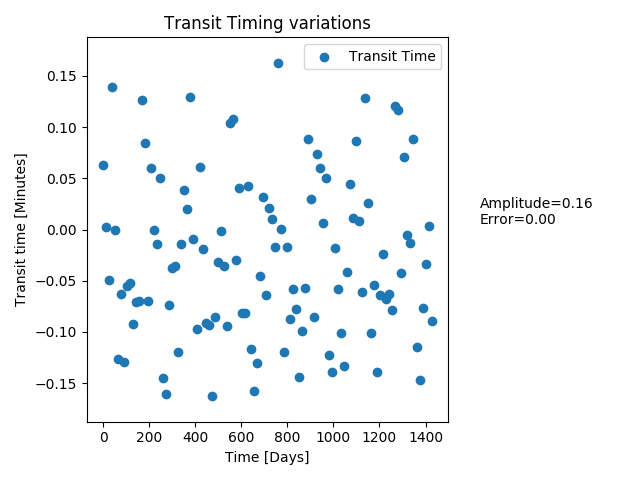 Transit Timing variations
Transit Time
0.15
0.10
0.05
0.00
−0.05
−0.10
−0.15
Transit time [Minutes]
0
200
400
600
800
1000
1200
1400
Time [Days]
Amplitude=0.16
Error=0.00